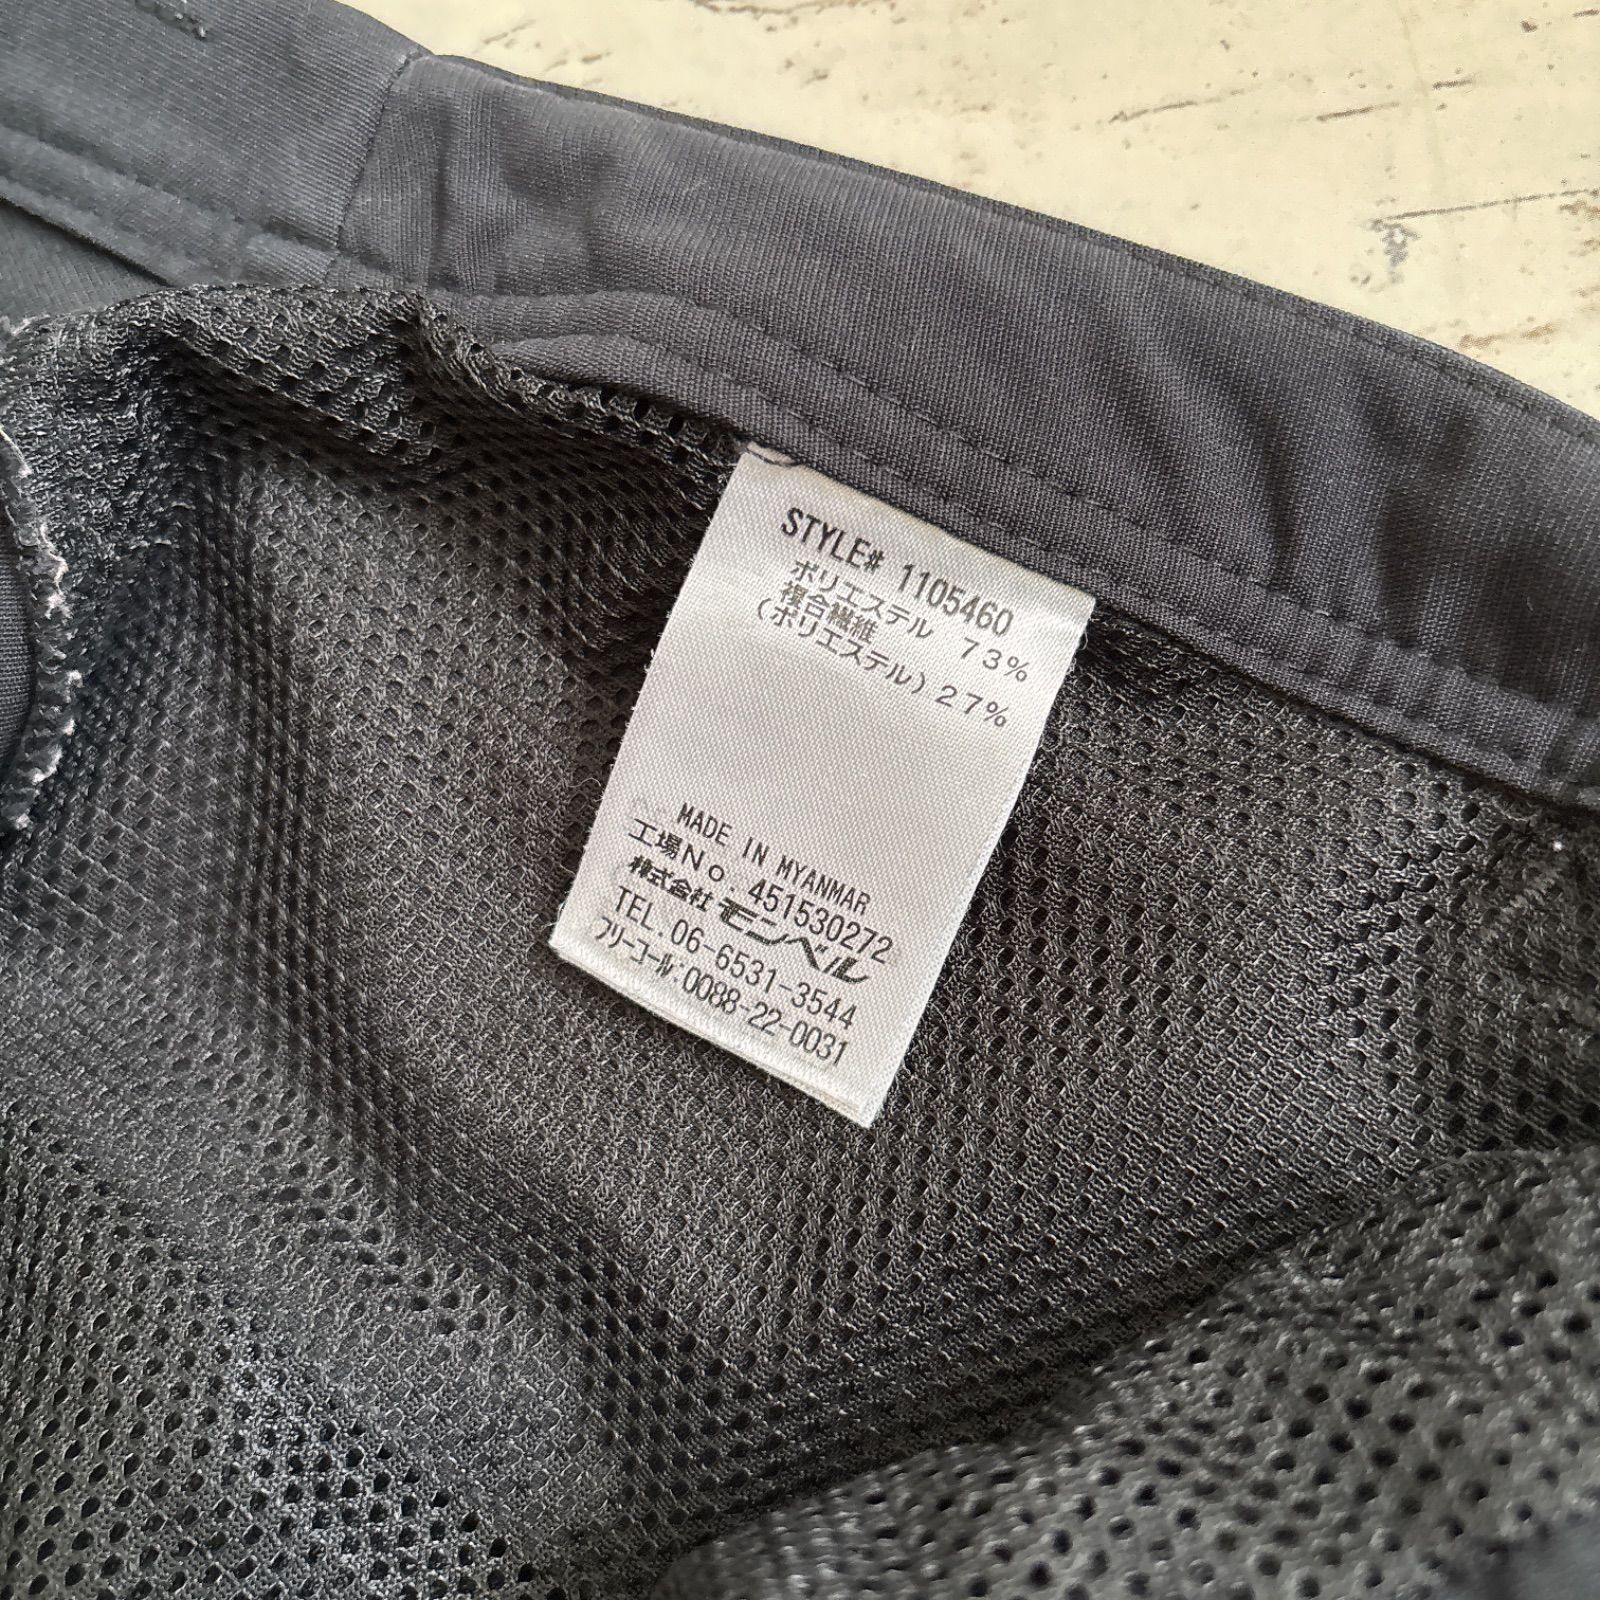 STYLE# 1105460
ポリエステル 73%
複合繊維
(ポリエステル) 27%
MADE IN MYANMAR
工場No. 451530272
株式会社モンベル
TEL.06-6531-3544
フリーコール:0088-22-0031